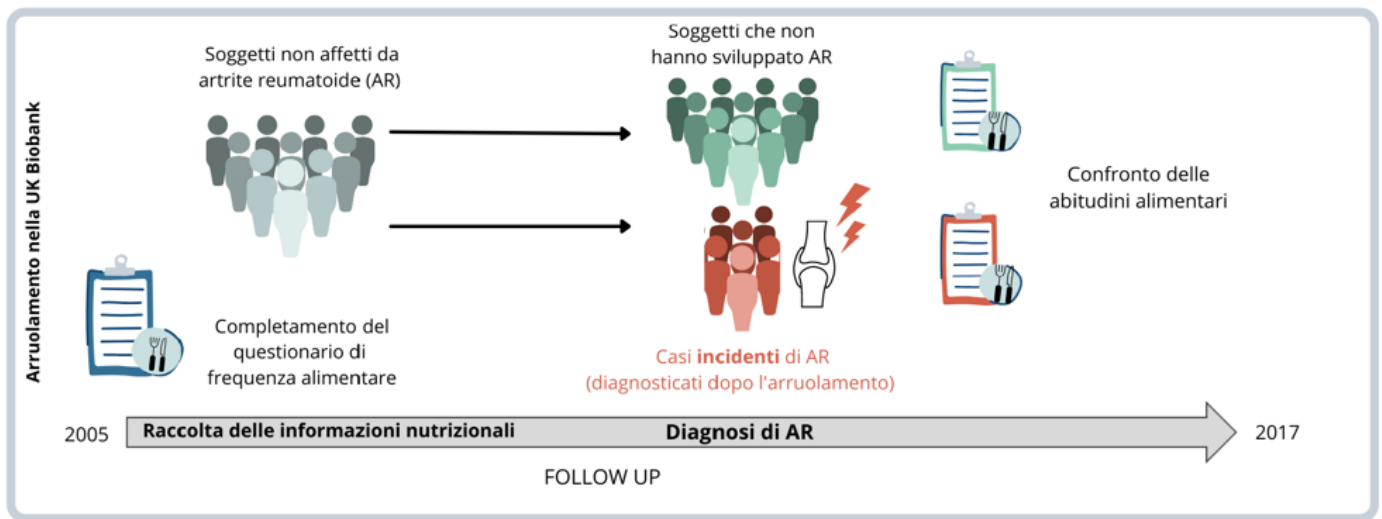 Arruolamento nella UK Biobank
Soggetti non affetti da
artrite reumatoide (AR)
Completamento del
questionario di
frequenza alimentare
Soggetti che non
hanno sviluppato AR
Casi incidenti di AR
(diagnosticati dopo l'arruolamento)
Confronto delle
abitudini alimentari
2005
Raccolta delle informazioni nutrizionali
Diagnosi di AR
2017
FOLLOW UP